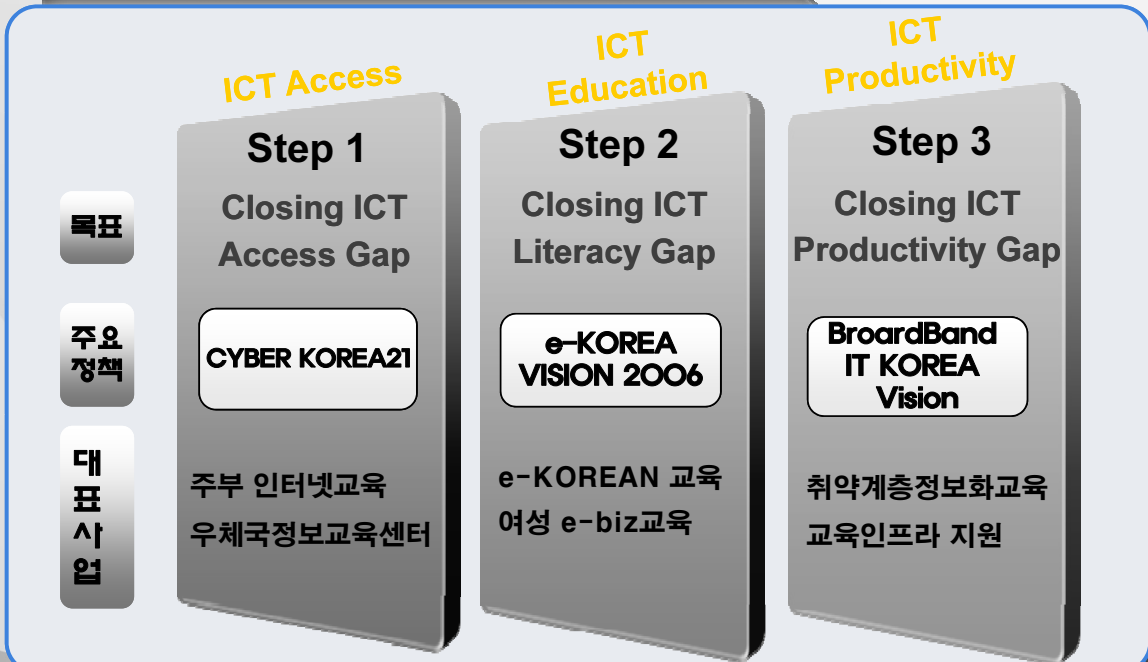 ICT Access
ICT
Education
ICT
Productivity
Step 1
Step 2
Step 3
목표
Closing ICT
Access Gap
Closing ICT
Literacy Gap
Closing ICT
Productivity Gap
주요
정책
CYBER KOREA21
e-KOREA
VISION 2006
BroardBand
IT KOREA
Vision
대
표
사
업
주부 인터넷교육
우체국정보교육센터
e-KOREAN 교육
여성 e-biz교육
취약계층정보화교육
교육인프라 지원